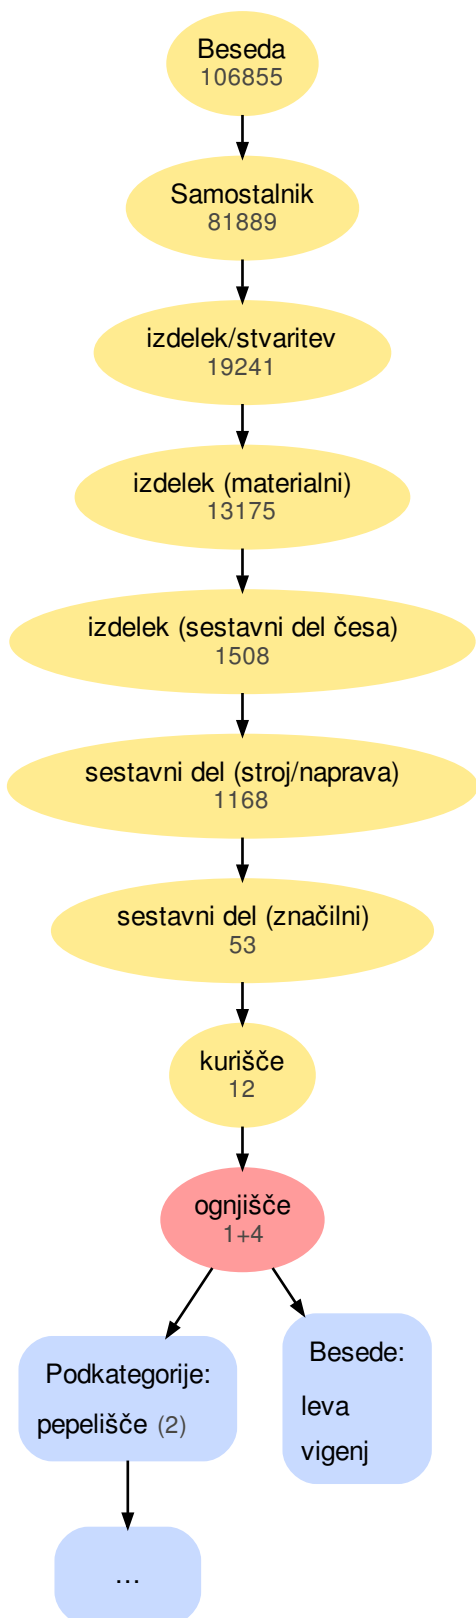 Beseda
106855
Samostalnik
81889
izdelek/stvaritev
19241
izdelek (materialni)
13175
izdelek (sestavni del česa)
1508
sestavni del (stroj/naprava)
1168
sestavni del (značilni)
53
kurišče
12
ognjišče
1+4
Podkategorije:
pepelišče (2)
Besede:
leva
vigenj
...